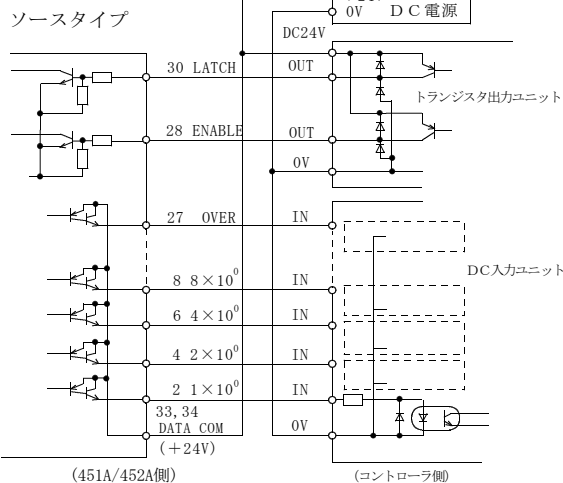 ソースタイプ
0V　ＤＣ電源
DC24V
30 LATCH　OUT
トランジスタ出力ユニット
28 ENABLE　OUT
0V
27 OVER　IN
DC入力ユニット
8 8×10⁰　IN
6 4×10⁰　IN
4 2×10⁰　IN
2 1×10⁰　IN
33,34
DATA COM　0V
(＋24V)
(451A/452A側)　(コントローラ側)